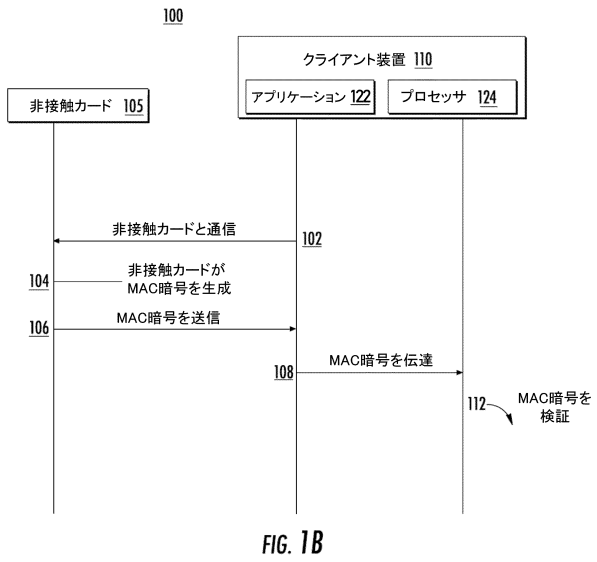 100
クライアント装置 110
アプリケーション 122
プロセッサ 124
非接触カード 105
非接触カードと通信
102
104
非接触カードが
MAC暗号を生成
106
MAC暗号を送信
108
MAC暗号を伝達
112
MAC暗号を
検証
FIG. 1B